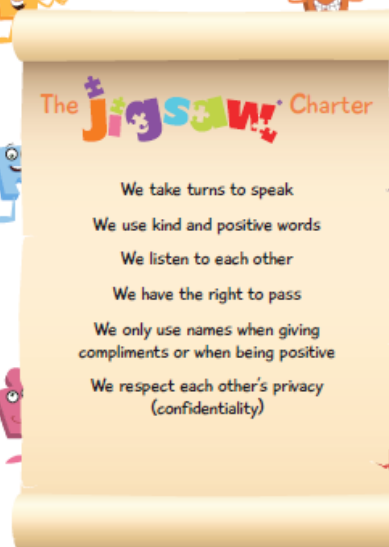 The Jigsaw Charter
We take turns to speak
We use kind and positive words
We listen to each other
We have the right to pass
We only use names when giving
compliments or when being positive
We respect each other's privacy
(confidentiality)